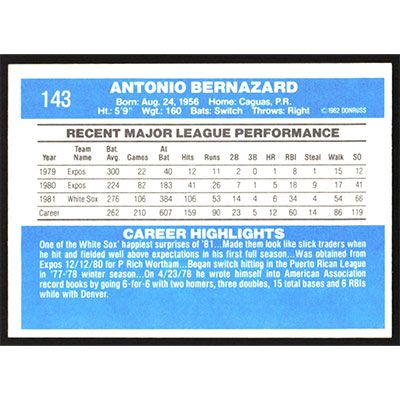 143
ANTONIO BERNAZARD
Born: Aug. 24, 1956 Home: Caguas, P.R.
Ht.: 5'9" Wgt.: 160 Bats: Switch Throws: Right
© 1982 DONRUSS
RECENT MAJOR LEAGUE PERFORMANCE
Year Team Name Bat. Avg. Games At Bat Hits Runs 2B 3B HR RBI Steal Walk SO
1979 Expos .300 22 40 12 11 2 0 1 8 1 15 12
1980 Expos .224 82 183 41 26 7 1 5 18 9 17 41
1981 White Sox .276 106 384 106 53 14 4 6 34 4 54 66
Career .262 210 607 159 90 23 5 12 60 14 86 119
CAREER HIGHLIGHTS
One of the White Sox' happiest surprises of '81...Made them look like slick traders when
he hit and fielded well above expectations in his first full season...Was obtained from
Expos 12/12/80 for P Rich Wortham...Began switch hitting in the Puerto Rican League
in '77-'78 winter season...On 4/23/78 he wrote himself into American Association
record books by going 6-for-6 with two homers, three doubles, 15 total bases and 6 RBIs
while with Denver.